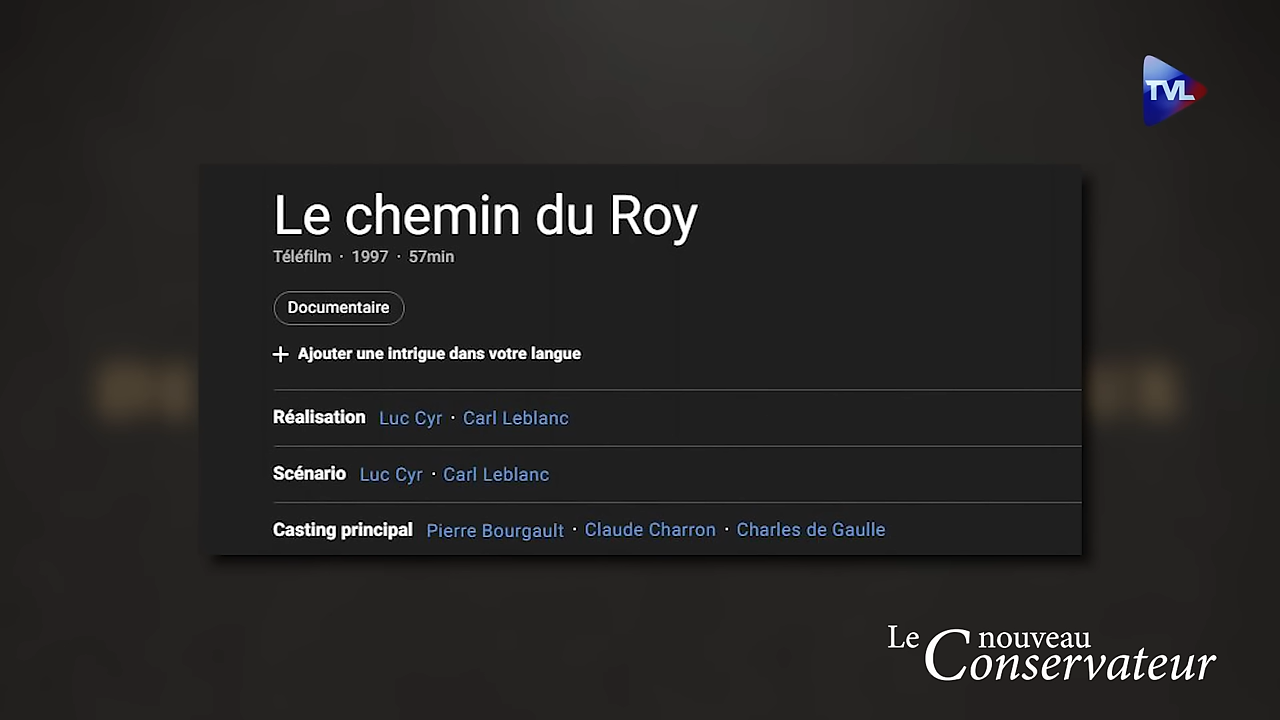 TVL
Le chemin du Roy
Téléfilm · 1997 · 57min
Documentaire
+ Ajouter une intrigue dans votre langue
Réalisation Luc Cyr · Carl Leblanc
Scénario Luc Cyr · Carl Leblanc
Casting principal Pierre Bourgault · Claude Charron · Charles de Gaulle
Le nouveau
Conservateur